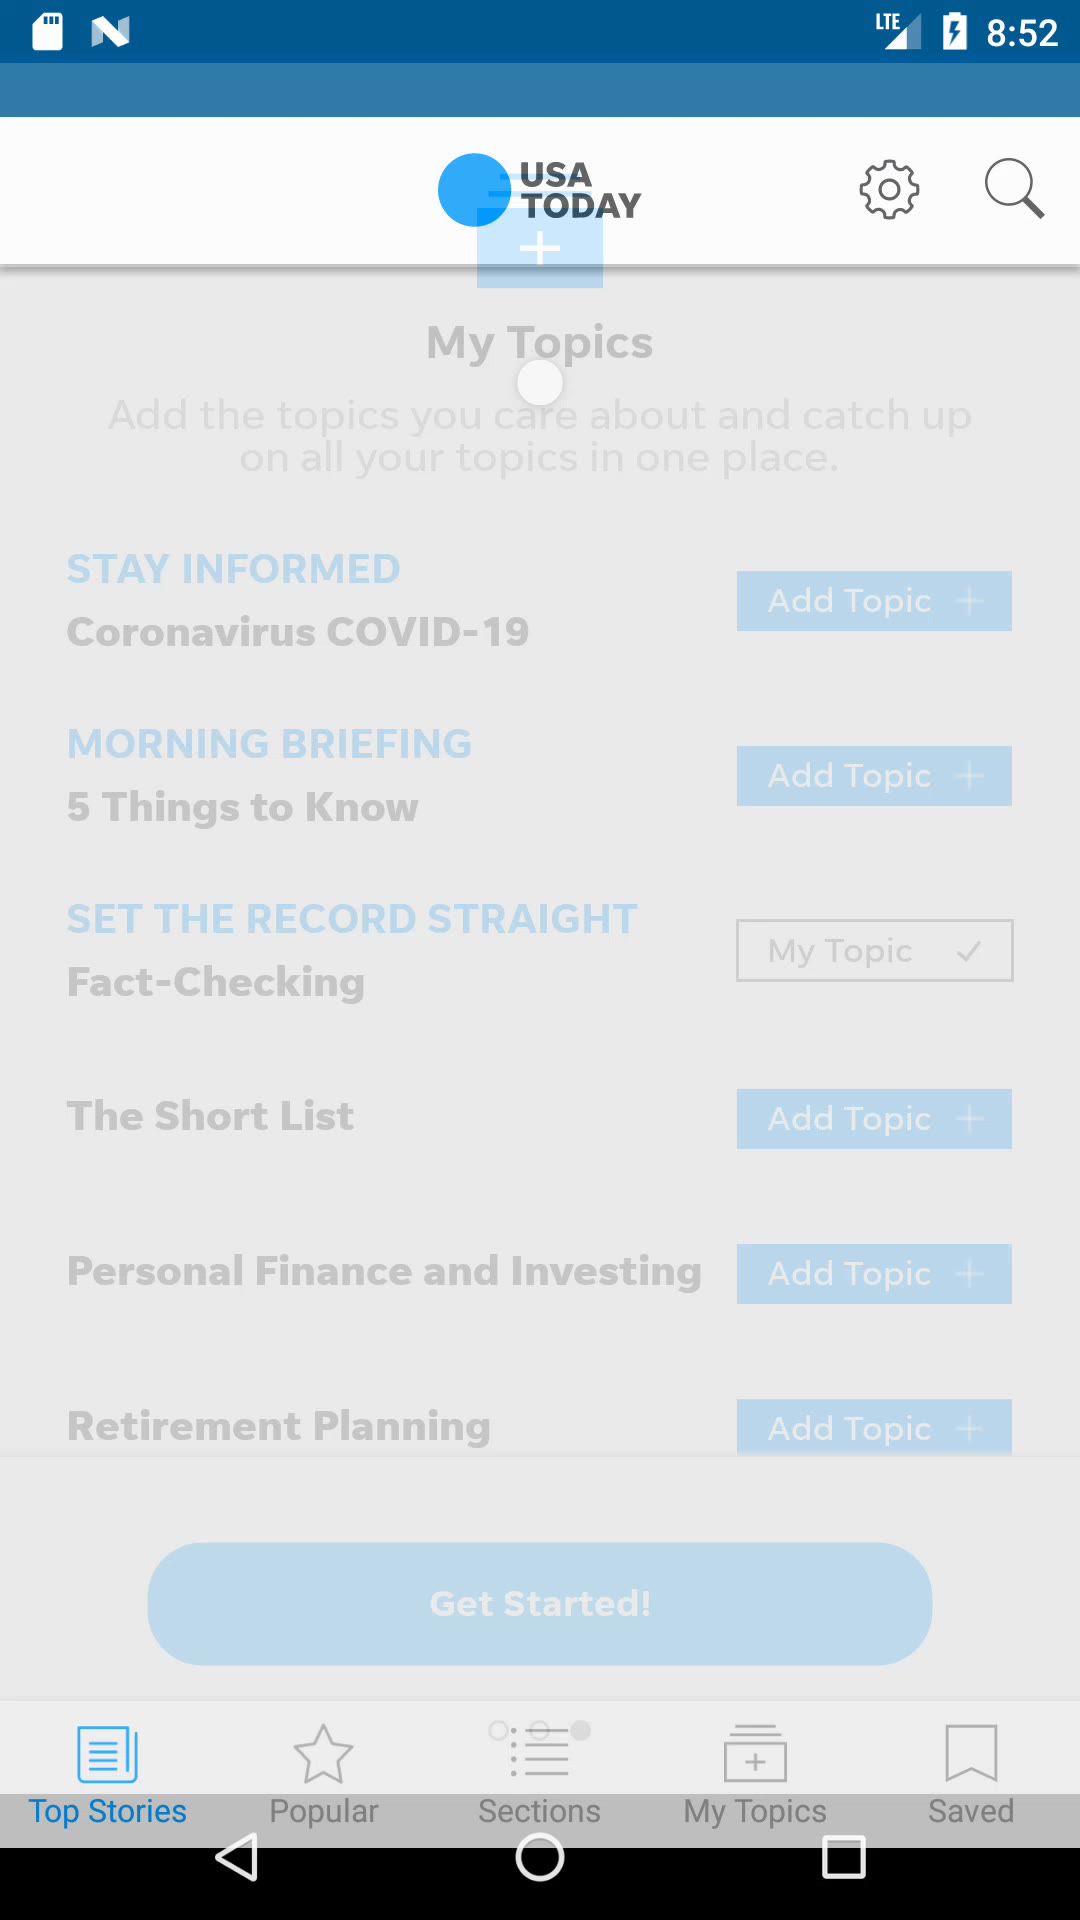 LTE 8:52
USA
TODAY
My Topics
Add the topics you care about and catch up
on all your topics in one place.
STAY INFORMED
Coronavirus COVID-19
Add Topic
MORNING BRIEFING
5 Things to Know
Add Topic
SET THE RECORD STRAIGHT
Fact-Checking
My Topic
The Short List
Add Topic
Personal Finance and Investing
Add Topic
Retirement Planning
Add Topic
Get Started!
Top Stories
Popular
Sections
My Topics
Saved